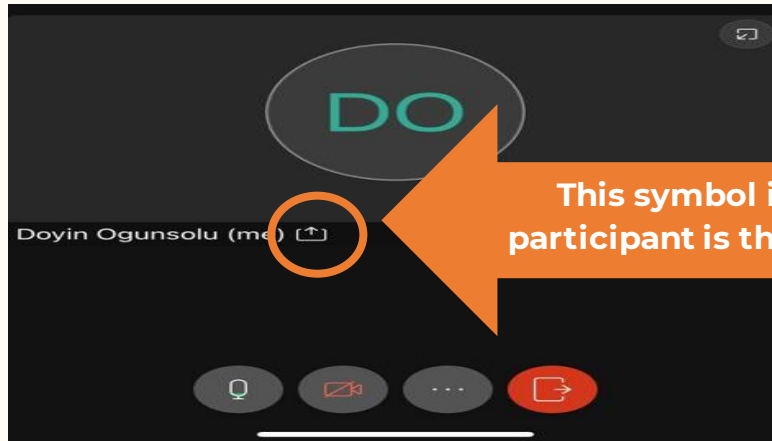 DO
This symbol i
participant is th
Doyin Ogunsolu (me)